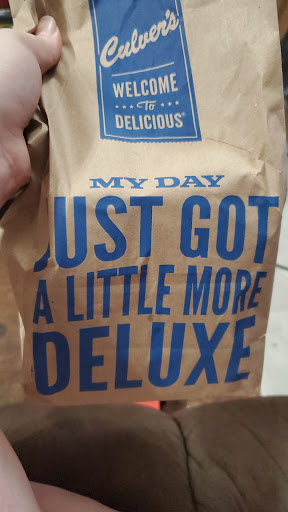 Culver's
WELCOME
TO
DELICIOUS®
MY DAY
JUST GOT
A LITTLE MORE
DELUXE